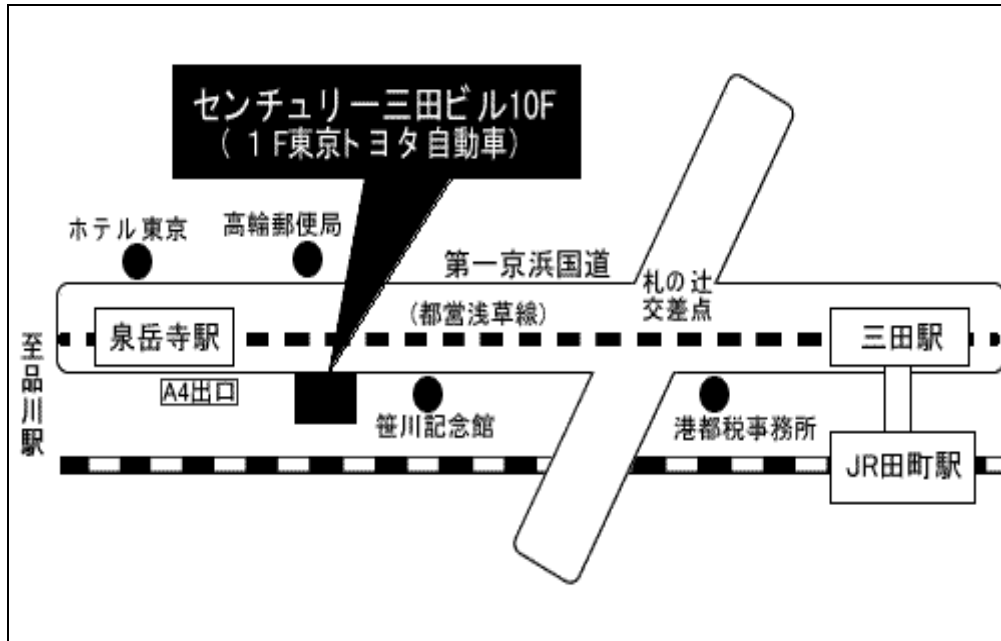 センチュリー三田ビル10F
(1F東京トヨタ自動車)
ホテル東京
高輪郵便局
第一京浜国道
札の辻
交差点
(都営浅草線)
泉岳寺駅
三田駅
至品川駅
A4出口
笹川記念館
港都税事務所
JR田町駅